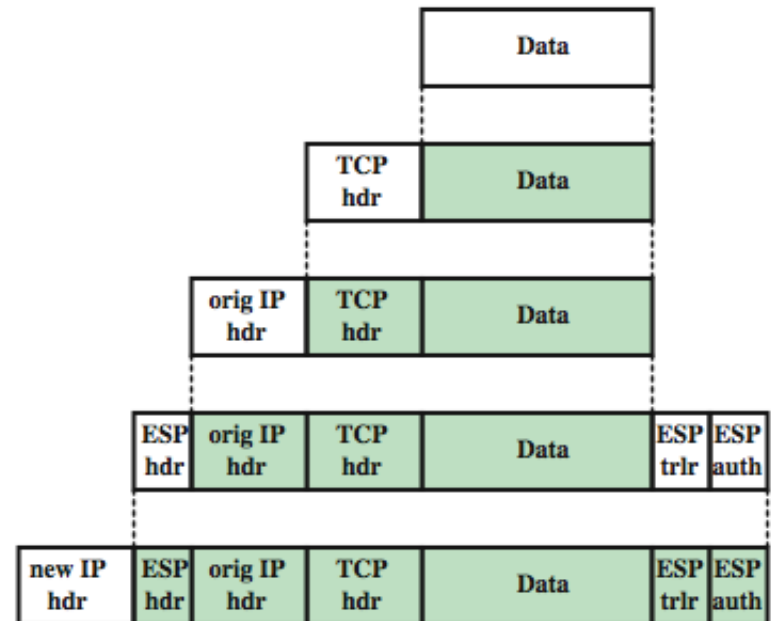 Data
TCP hdr Data
orig IP hdr TCP hdr Data
ESP hdr orig IP hdr TCP hdr Data ESP trlr ESP auth
new IP hdr ESP hdr orig IP hdr TCP hdr Data ESP trlr ESP auth